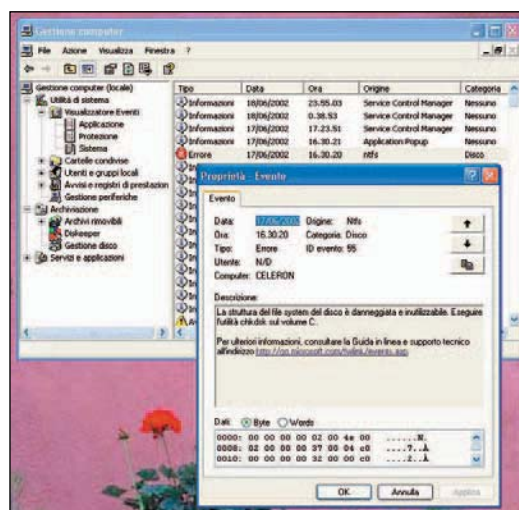 Gestione computer
File Azione Visualizza Finestra ?
Gestione computer (locale)
Utilità di sistema
Visualizzatore Eventi
Applicazione
Protezione
Sistema
Cartelle condivise
Utenti e gruppi locali
Avvisi e registri di prestazion
Gestione periferiche
Archiviazione
Archivi rimovibili
Diskeeper
Gestione disco
Servizi e applicazioni
Tipo Data Ora Origine Categoria
Informazioni 18/06/2002 23.55.03 Service Control Manager Nessuno
Informazioni 18/06/2002 0.38.53 Service Control Manager Nessuno
Informazioni 17/06/2002 17.23.51 Service Control Manager Nessuno
Informazioni 17/06/2002 16.30.21 Application Popup Nessuno
Errore 17/06/2002 16.30.20 ntfs Disco
Proprietà - Evento
Evento
Data: 17/06/2002 Origine: Ntfs
Ora: 16.30.20 Categoria: Disco
Tipo: Errore ID evento: 55
Utente: N/D
Computer: CELERON
Descrizione:
La struttura del file system del disco è danneggiata e inutilizzabile. Eseguire
l'utilità chkdsk sul volume C:.
Per ulteriori informazioni, consultare la Guida in linea e supporto tecnico
all'indirizzo http://go.microsoft.com/fwlink/events.asp.
Dati: Byte Words
0000: 00 00 00 00 02 00 4e 00 ......N.
0008: 02 00 00 00 37 00 04 c0 ....7..À
0010: 00 00 00 00 32 00 00 c0 ....2..À
OK Annulla Applica